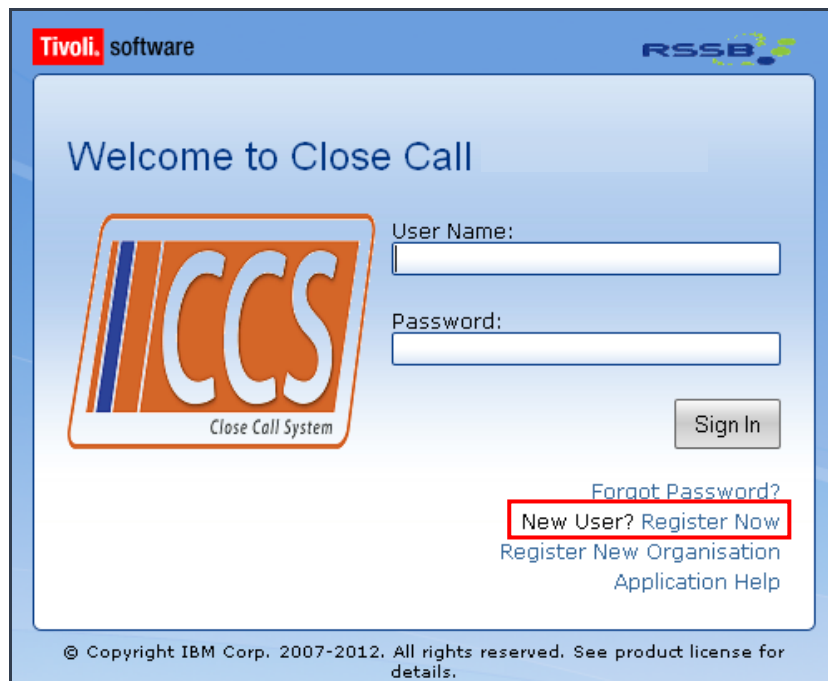 Tivoli. software
RSSB
Welcome to Close Call
CCS
Close Call System
User Name:
Password:
Sign In
Forgot Password?
New User? Register Now
Register New Organisation
Application Help
© Copyright IBM Corp. 2007-2012. All rights reserved. See product license for
details.